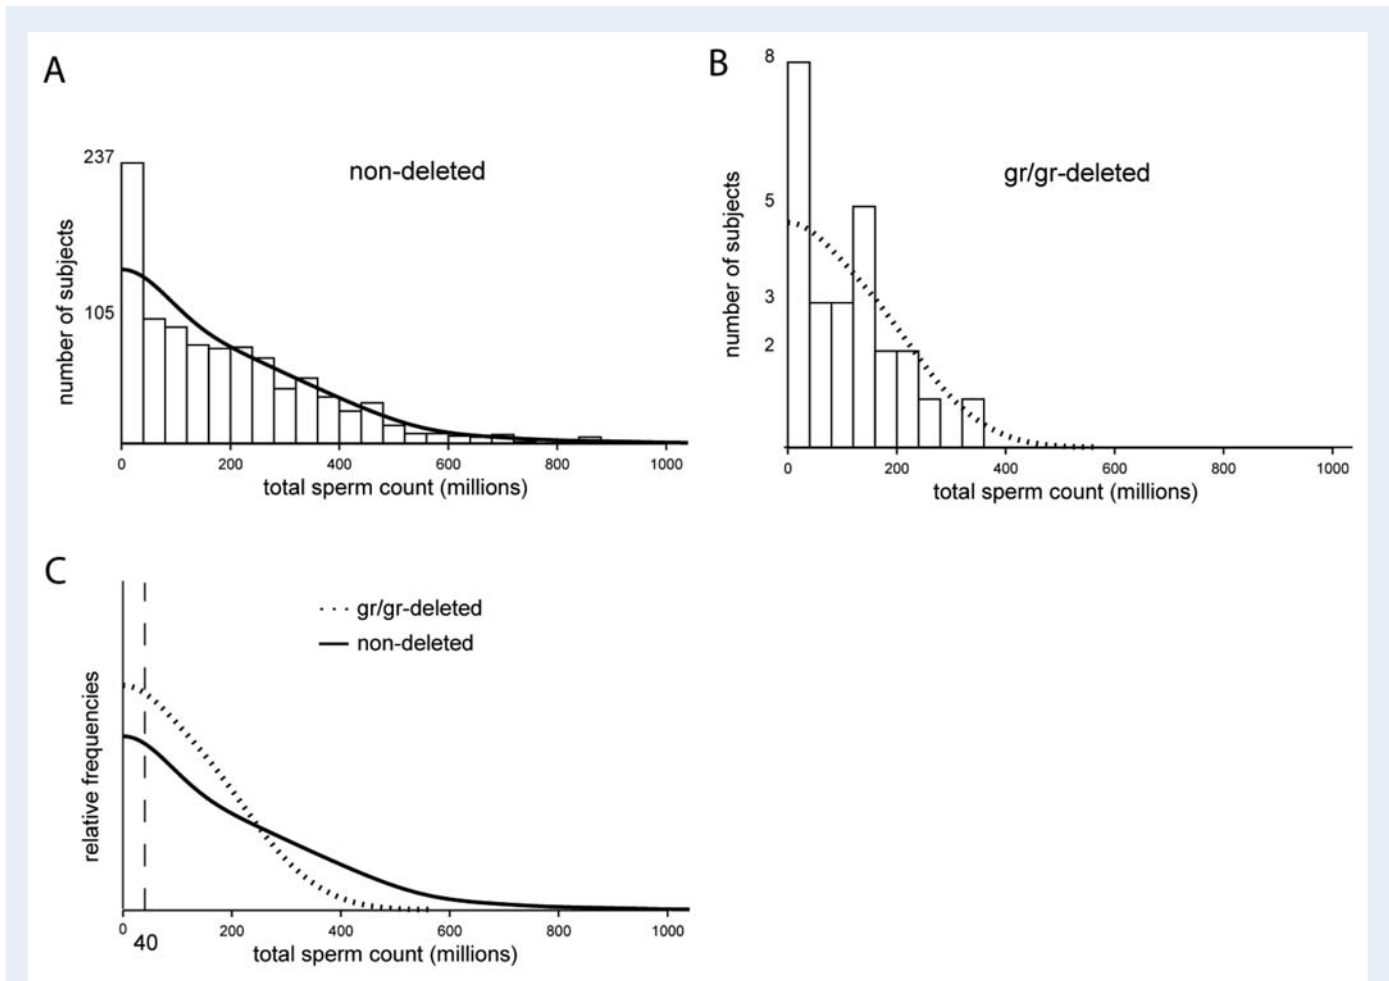 A
non-deleted
237
105
number of subjects
0 200 400 600 800 1000
total sperm count (millions)
B
gr/gr-deleted
8
5
3
2
number of subjects
0 200 400 600 800 1000
total sperm count (millions)
C
gr/gr-deleted
non-deleted
relative frequencies
0 200 400 600 800 1000
40
total sperm count (millions)